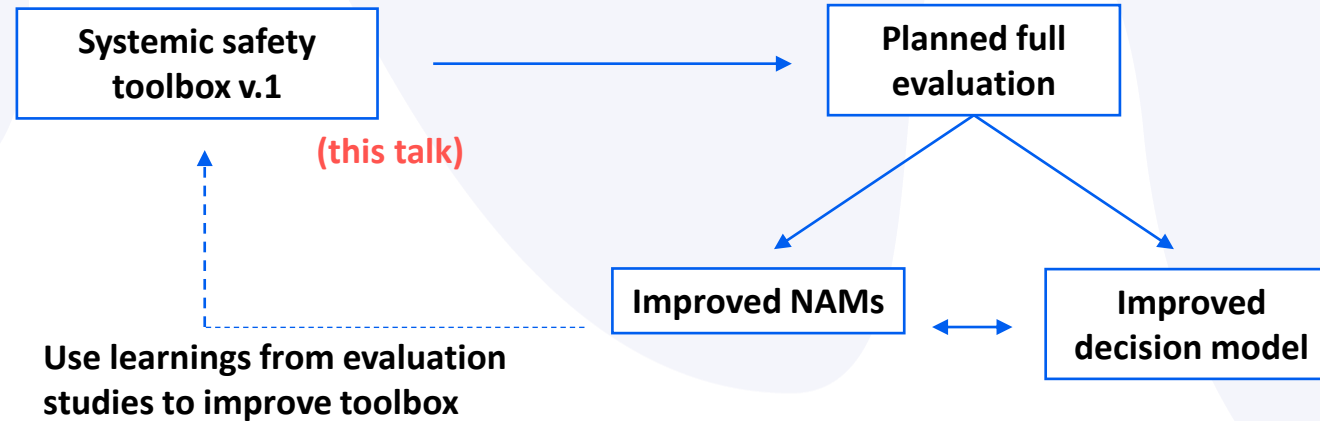 Systemic safety
toolbox v.1
(this talk)
Planned full
evaluation
Improved NAMs
Improved
decision model
Use learnings from evaluation
studies to improve toolbox